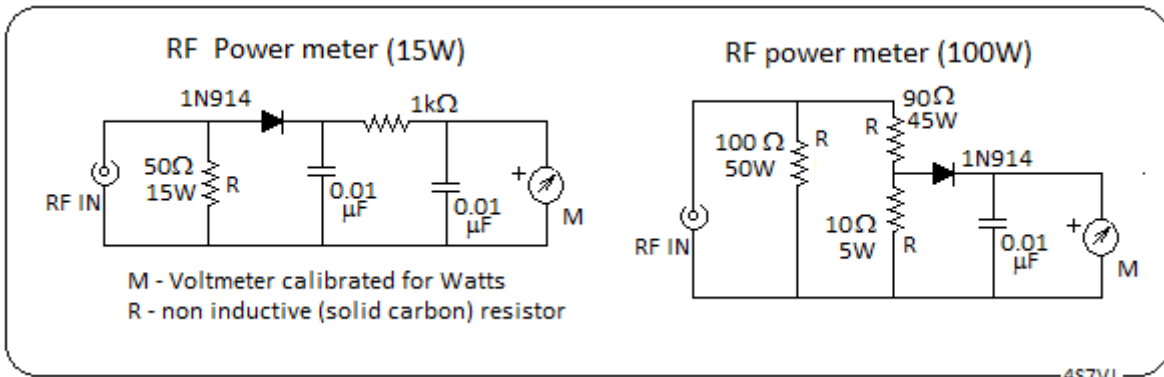 RF Power meter (15W)
1N914
1kΩ
50Ω
15W
R
RF IN
0.01
μF
0.01
μF
+
M
M - Voltmeter calibrated for Watts
R - non inductive (solid carbon) resistor
RF power meter (100W)
90Ω
45W
R
100 Ω
50W
R
1N914
10Ω
5W
R
RF IN
0.01
μF
+
M